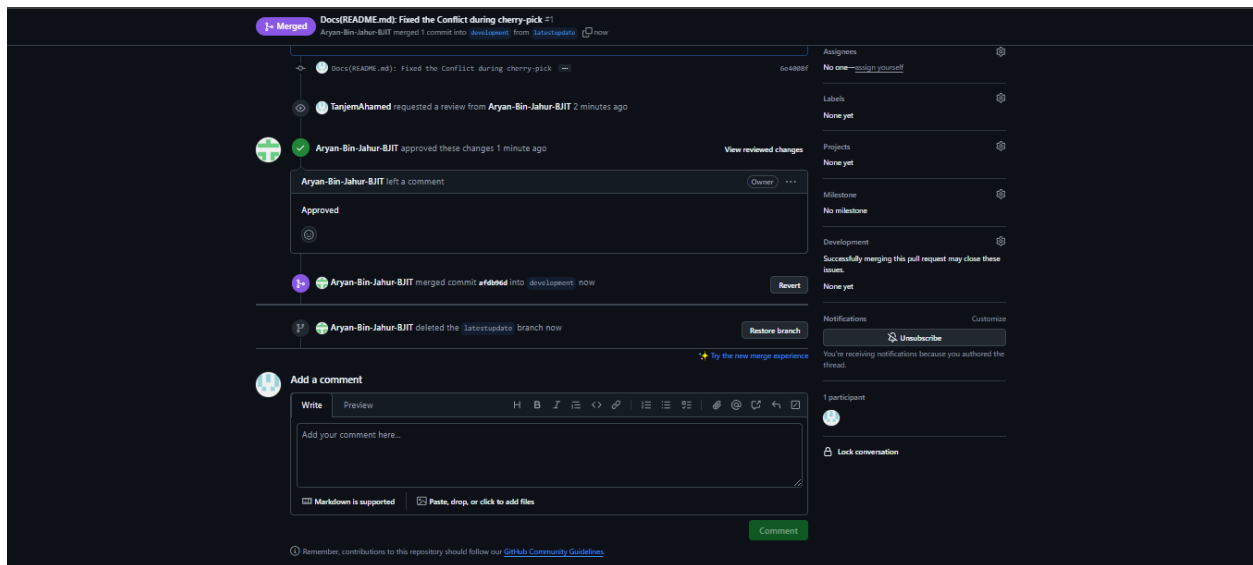 Merged
Docs(README.md): Fixed the Conflict during cherry-pick #1
Aryan-Bin-Jahur-BJIT merged 1 commit into development from latestupdate now
Docs(README.md): Fixed the Conflict during cherry-pick
6e4008f
TanjemAhamed requested a review from Aryan-Bin-Jahur-BJIT 2 minutes ago
Aryan-Bin-Jahur-BJIT approved these changes 1 minute ago
View reviewed changes
Aryan-Bin-Jahur-BJIT left a comment
Owner
Approved
Aryan-Bin-Jahur-BJIT merged commit afdb96d into development now
Revert
Aryan-Bin-Jahur-BJIT deleted the latestupdate branch now
Restore branch
Try the new merge experience
Add a comment
Write
Preview
Add your comment here...
Markdown is supported
Paste, drop, or click to add files
Comment
Remember, contributions to this repository should follow our GitHub Community Guidelines.
Assignees
No one—assign yourself
Labels
None yet
Projects
None yet
Milestone
No milestone
Development
Successfully merging this pull request may close these
issues.
None yet
Notifications
Customize
Unsubscribe
You're receiving notifications because you authored the
thread.
1 participant
Lock conversation